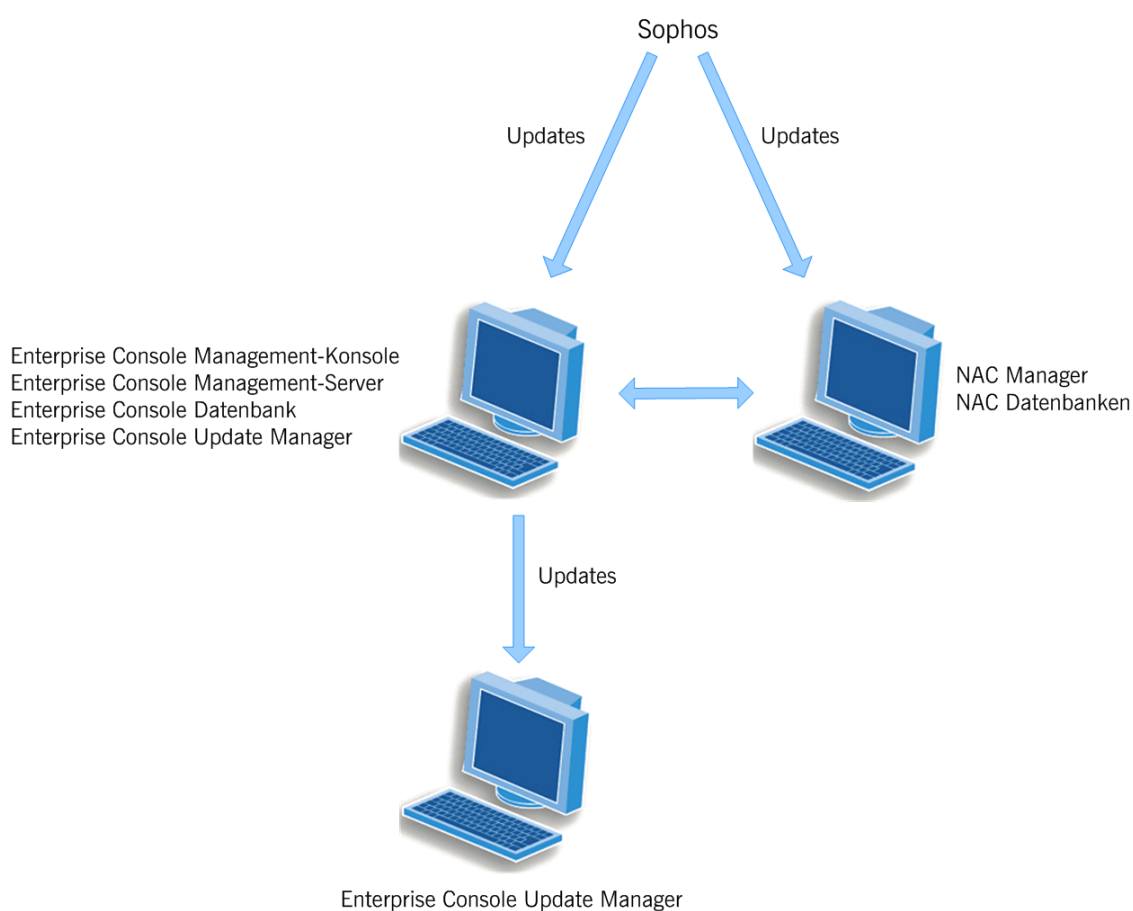 Sophos
Updates
Updates
Enterprise Console Management-Konsole
Enterprise Console Management-Server
Enterprise Console Datenbank
Enterprise Console Update Manager
NAC Manager
NAC Datenbanken
Updates
Enterprise Console Update Manager